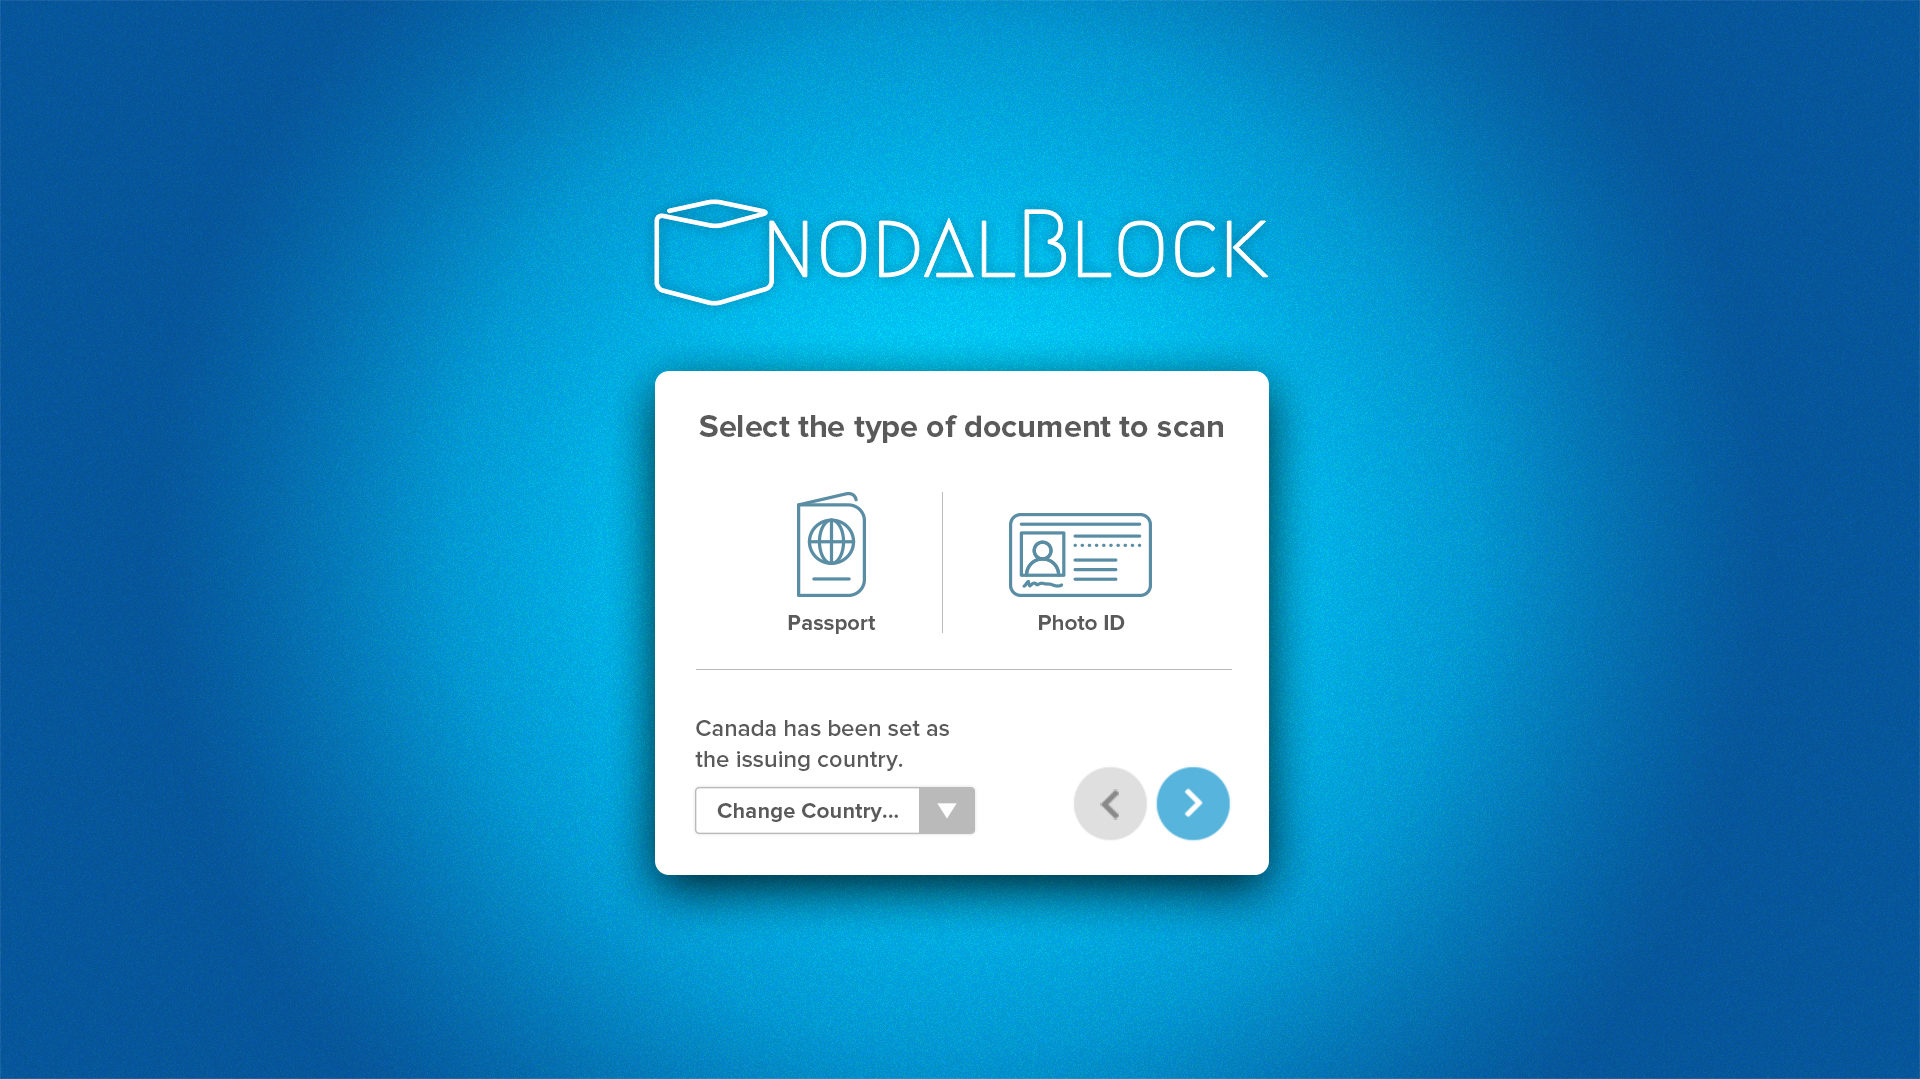 NODALBLOCK
Select the type of document to scan
Passport
Photo ID
Canada has been set as
the issuing country.
Change Country...